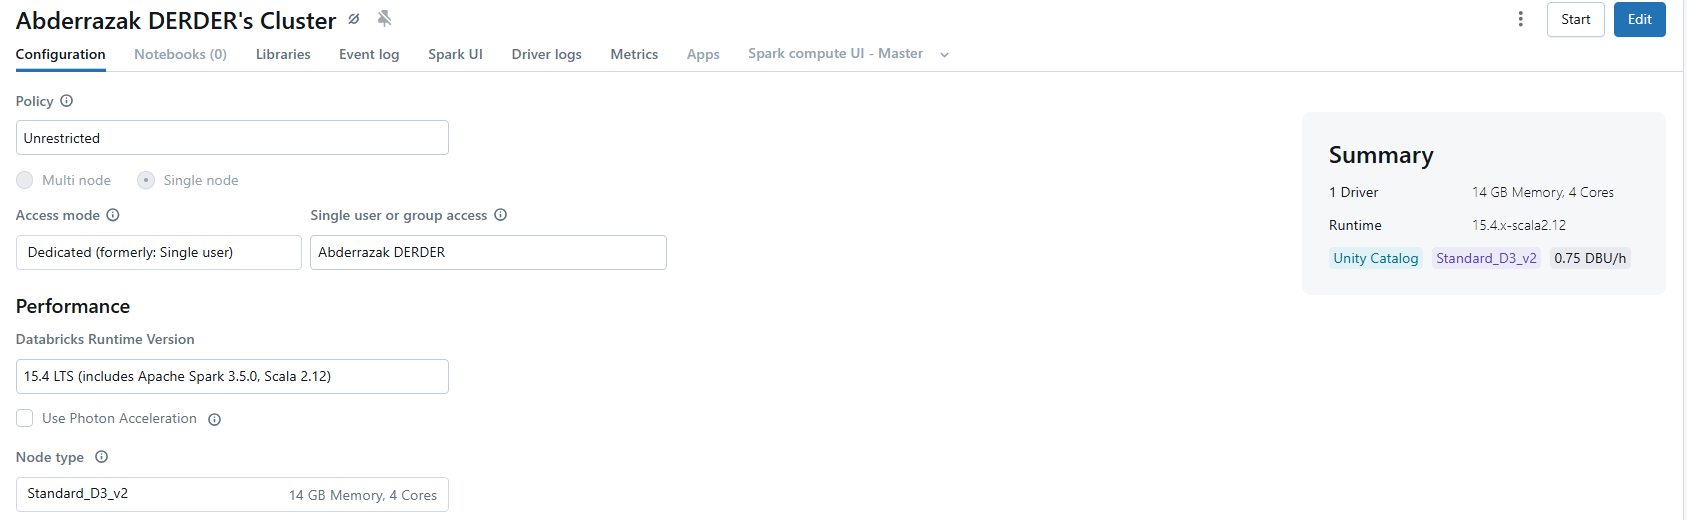 Abderrazak DERDER's Cluster
Start
Edit
Configuration Notebooks (0) Libraries Event log Spark UI Driver logs Metrics Apps Spark compute UI - Master
Policy
Unrestricted
Multi node Single node
Access mode Single user or group access
Dedicated (formerly: Single user) Abderrazak DERDER
Performance
Databricks Runtime Version
15.4 LTS (includes Apache Spark 3.5.0, Scala 2.12)
Use Photon Acceleration
Node type
Standard_D3_v2 14 GB Memory, 4 Cores
Summary
1 Driver 14 GB Memory, 4 Cores
Runtime 15.4.x-scala2.12
Unity Catalog Standard_D3_v2 0.75 DBU/h